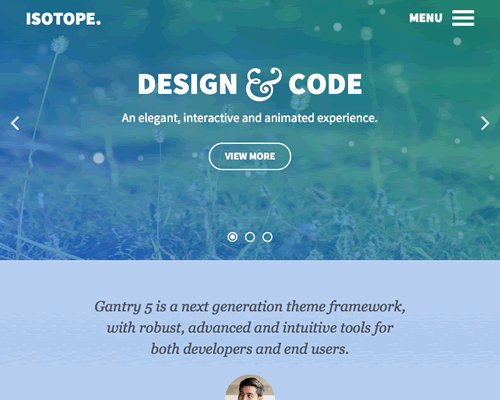 ISOTOPE.
MENU
DESIGN & CODE
An elegant, interactive and animated experience.
VIEW MORE
Gantry 5 is a next generation theme framework,
with robust, advanced and intuitive tools for
both developers and end users.